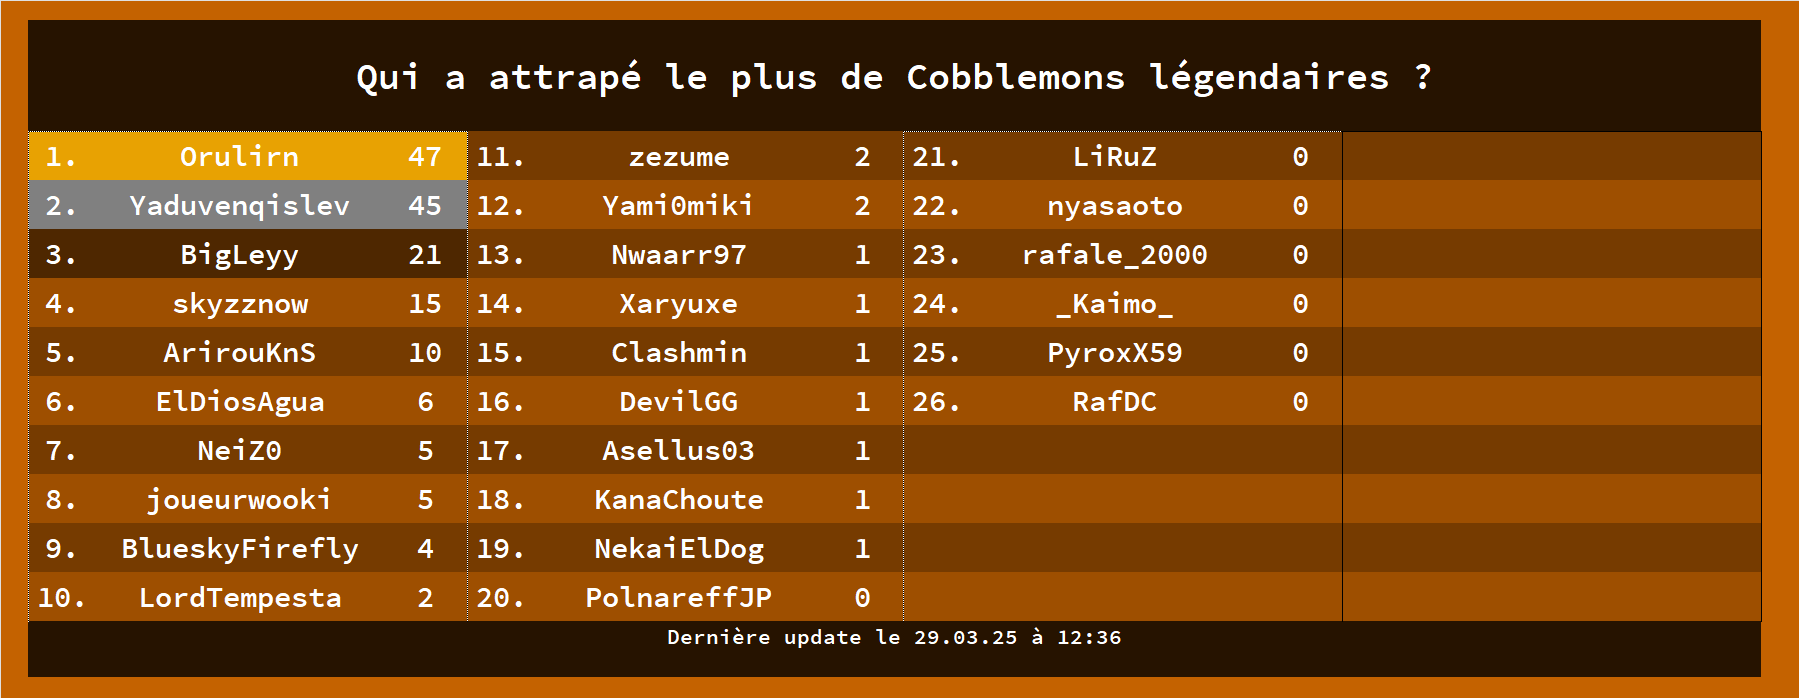 Qui a attrapé le plus de Cobblemons légendaires ?
1. Orulirn 47
2. Yaduvenqislev 45
3. BigLeyy 21
4. skyzznow 15
5. ArirouKnS 10
6. ElDiosAgua 6
7. NeiZ0 5
8. joueurwooki 5
9. BlueskyFirefly 4
10. LordTempesta 2
11. zezume 2
12. Yami0miki 2
13. Nwaarr97 1
14. Xaryuxe 1
15. Clashmin 1
16. DevilGG 1
17. Asellus03 1
18. KanaChoute 1
19. NekaiElDog 1
20. PolnareffJP 0
21. LiRuZ 0
22. nyasaoto 0
23. rafale_2000 0
24. _Kaimo_ 0
25. PyroxX59 0
26. RafDC 0
Dernière update le 29.03.25 à 12:36